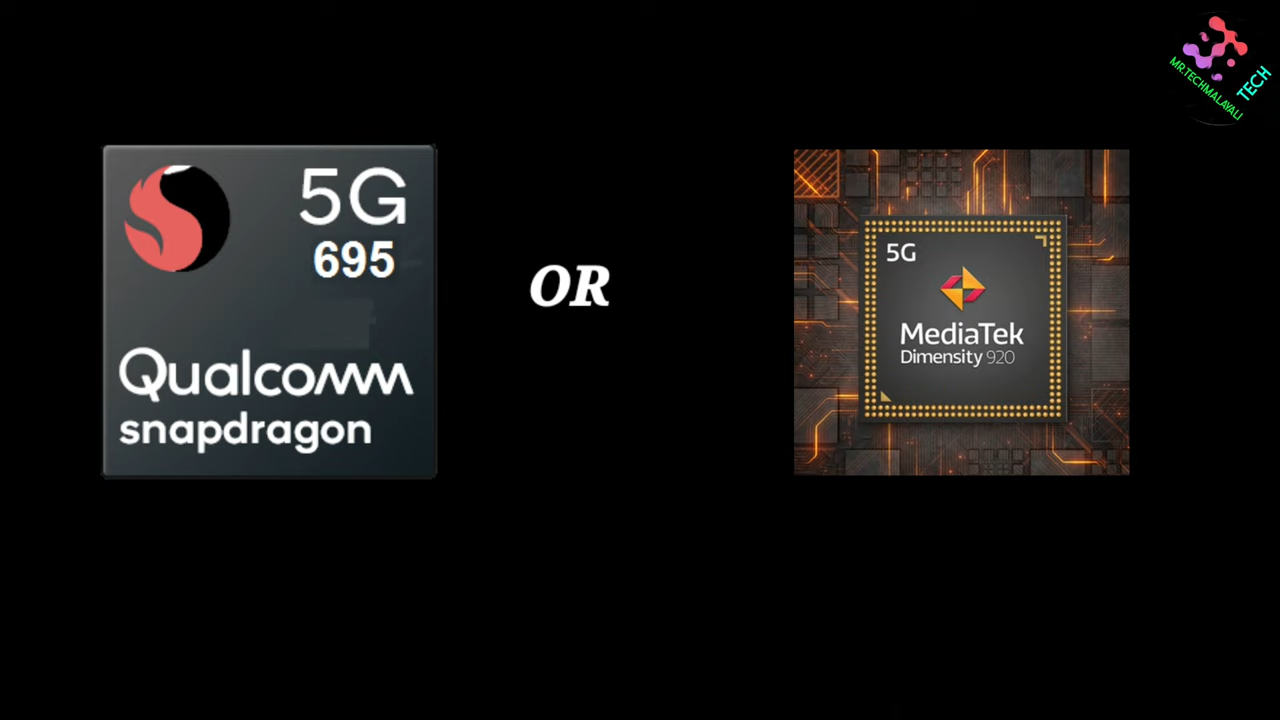 5G
695
Qualcomm
snapdragon
OR
5G
MediaTek
Dimensity 920
MR.TECHMALAYALI
TECH